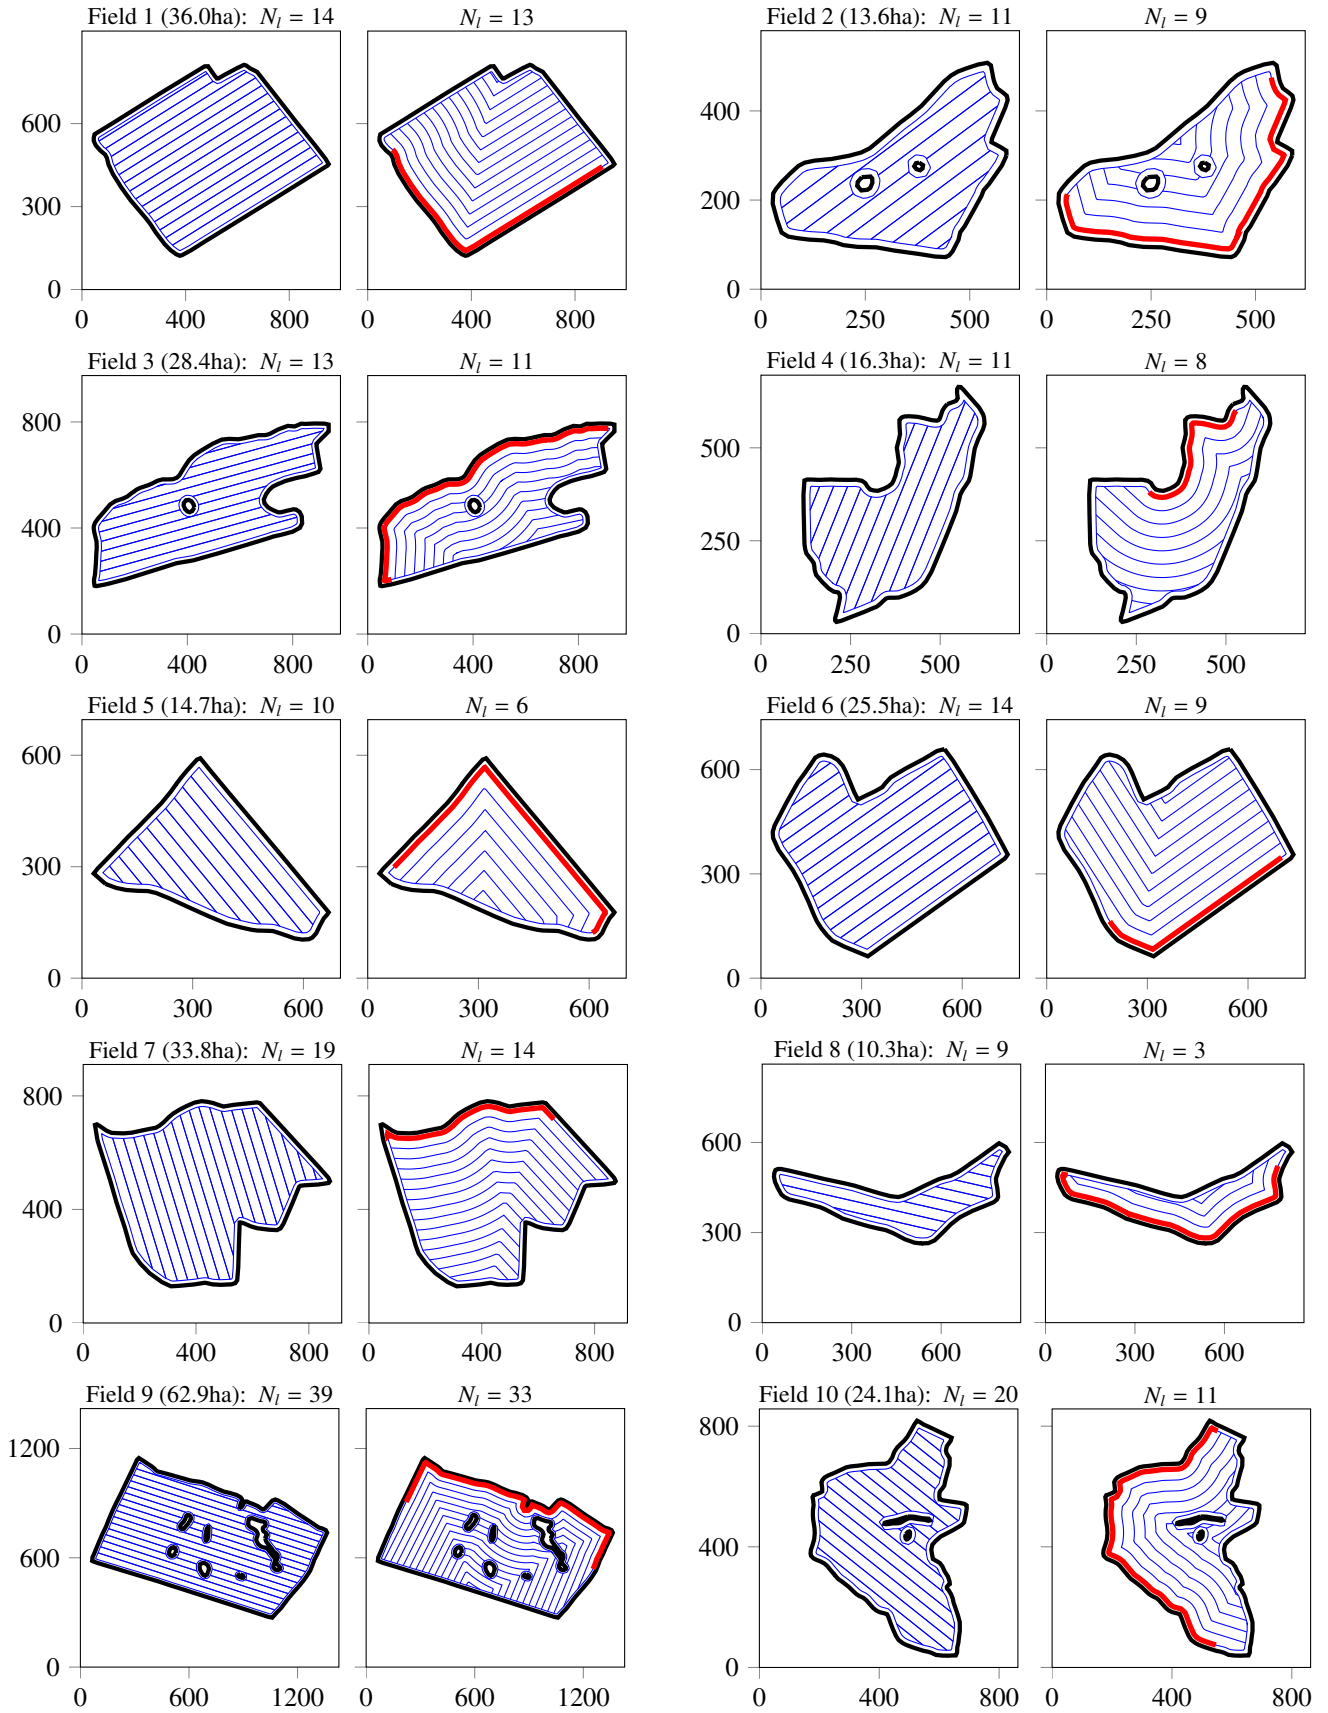 Field 1 (36.0ha): N_l = 14
N_l = 13
Field 2 (13.6ha): N_l = 11
N_l = 9
600
300
0
400
200
0
0 400 800
0 400 800
0 250 500
0 250 500
Field 3 (28.4ha): N_l = 13
N_l = 11
Field 4 (16.3ha): N_l = 11
N_l = 8
800
400
0
500
250
0
0 400 800
0 400 800
0 250 500
0 250 500
Field 5 (14.7ha): N_l = 10
N_l = 6
Field 6 (25.5ha): N_l = 14
N_l = 9
600
300
0
600
300
0
0 300 600
0 300 600
0 300 600
0 300 600
Field 7 (33.8ha): N_l = 19
N_l = 14
Field 8 (10.3ha): N_l = 9
N_l = 3
800
400
0
600
300
0
0 400 800
0 400 800
0 300 600
0 300 600
Field 9 (62.9ha): N_l = 39
N_l = 33
Field 10 (24.1ha): N_l = 20
N_l = 11
1200
600
0
800
400
0
0 600 1200
0 600 1200
0 400 800
0 400 800